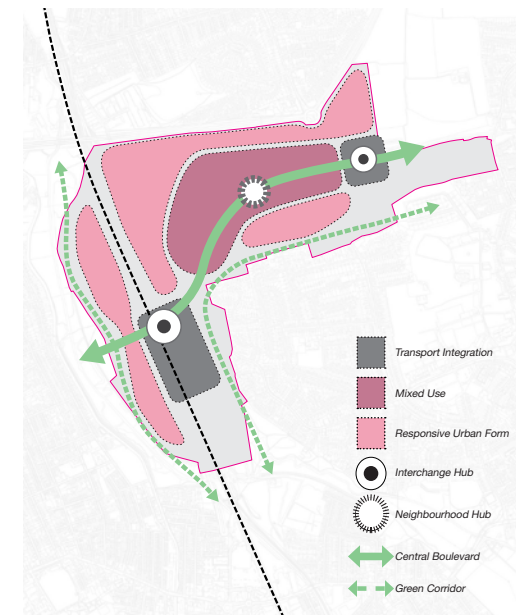 Transport Integration
Mixed Use
Responsive Urban Form
Interchange Hub
Neighbourhood Hub
Central Boulevard
Green Corridor